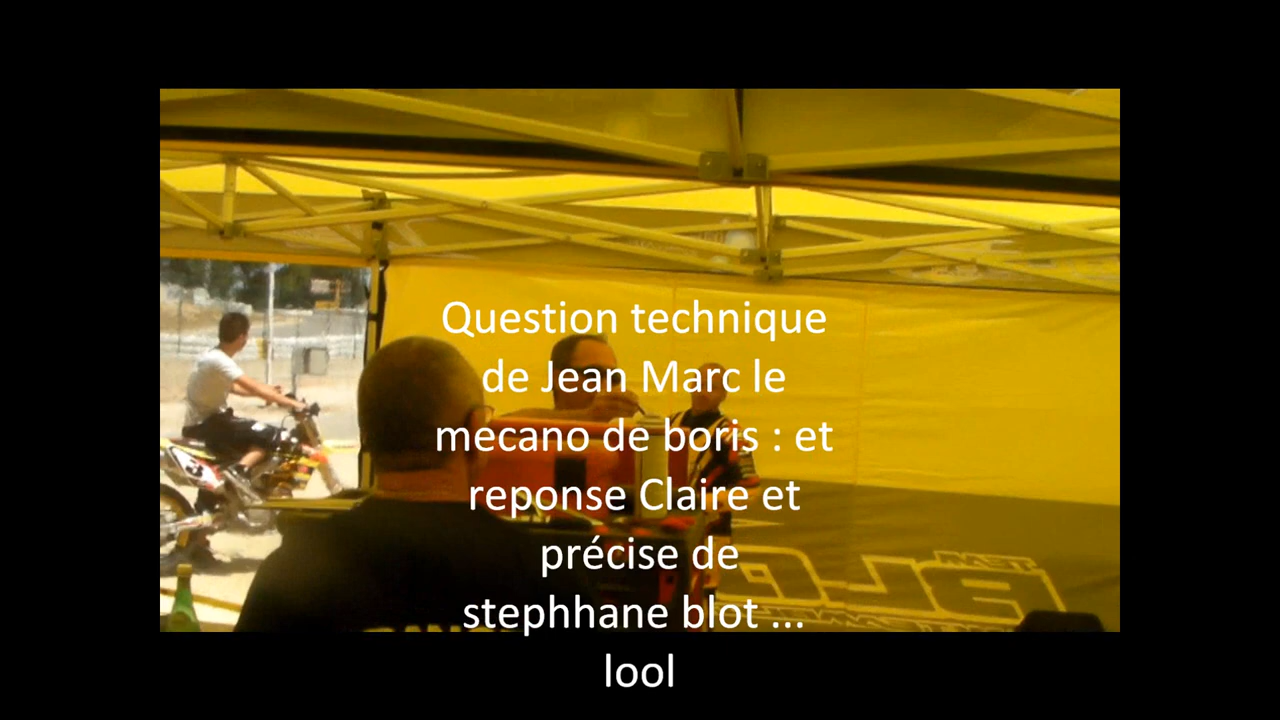 Question technique
de Jean Marc le
mecano de boris : et
reponse Claire et
précise de
stephhane blot ...
lool